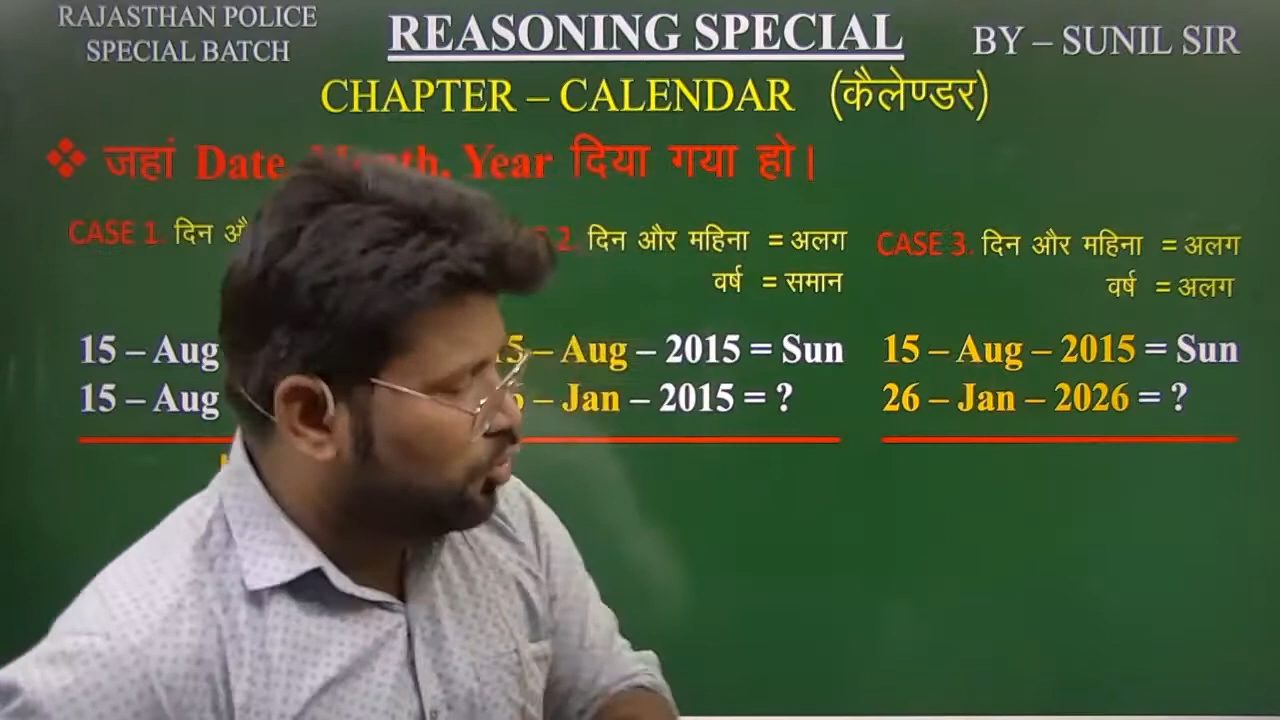 RAJASTHAN POLICE
SPECIAL BATCH
REASONING SPECIAL
BY – SUNIL SIR
CHAPTER – CALENDAR (कैलेण्डर)
❖ जहां Date, Month, Year दिया गया हो।
CASE 1. दिन
2. दिन और महिना = अलग
वर्ष = समान
CASE 3. दिन और महिना = अलग
वर्ष = अलग
15 – Aug
15 – Aug
– Aug – 2015 = Sun
– Jan – 2015 = ?
15 – Aug – 2015 = Sun
26 – Jan – 2026 = ?